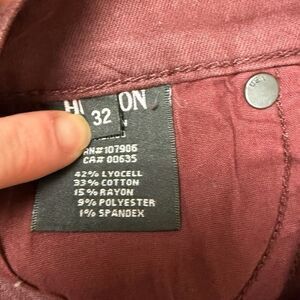 32
RN#107906
CA# 00635
42% LYOCELL
33% COTTON
15% RAYON
9% POLYESTER
1% SPANDEX